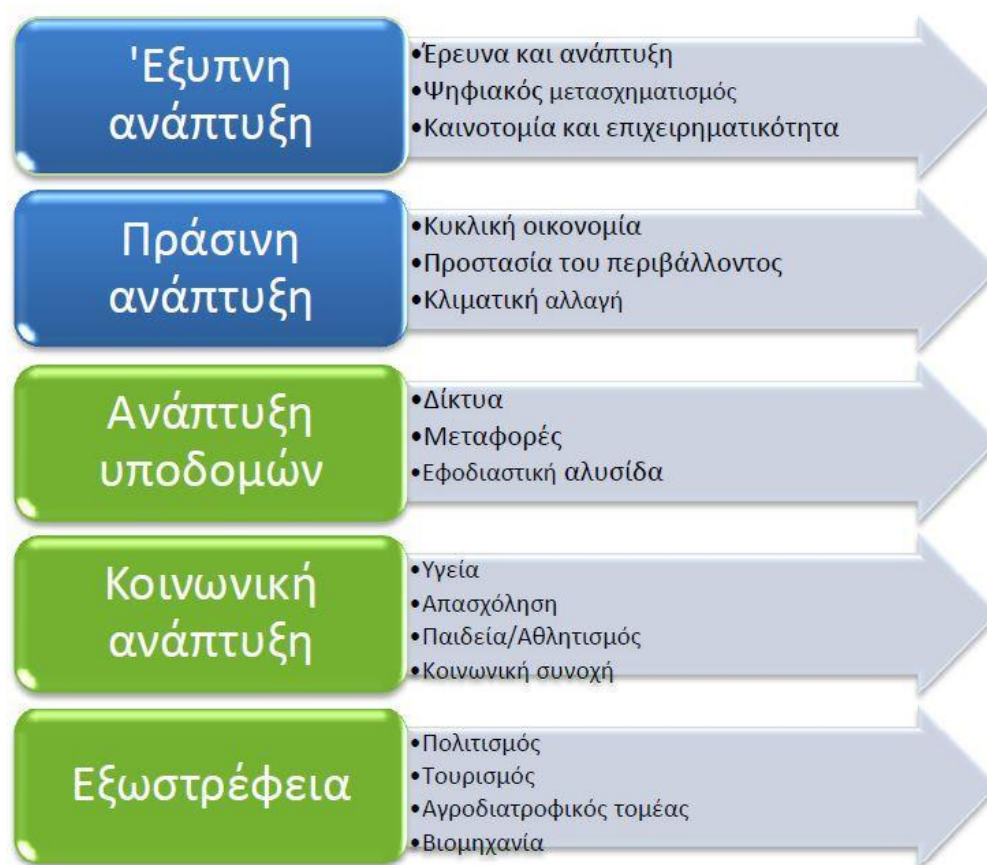 'Εξυπνη
ανάπτυξη
•Έρευνα και ανάπτυξη
•Ψηφιακός μετασχηματισμός
•Καινοτομία και επιχειρηματικότητα
Πράσινη
ανάπτυξη
•Κυκλική οικονομία
•Προστασία του περιβάλλοντος
•Κλιματική αλλαγή
Ανάπτυξη
υποδομών
•Δίκτυα
•Μεταφορές
•Εφοδιαστική αλυσίδα
Κοινωνική
ανάπτυξη
•Υγεία
•Απασχόληση
•Παιδεία/Αθλητισμός
•Κοινωνική συνοχή
Εξωστρέφεια
•Πολιτισμός
•Τουρισμός
•Αγροδιατροφικός τομέας
•Βιομηχανία